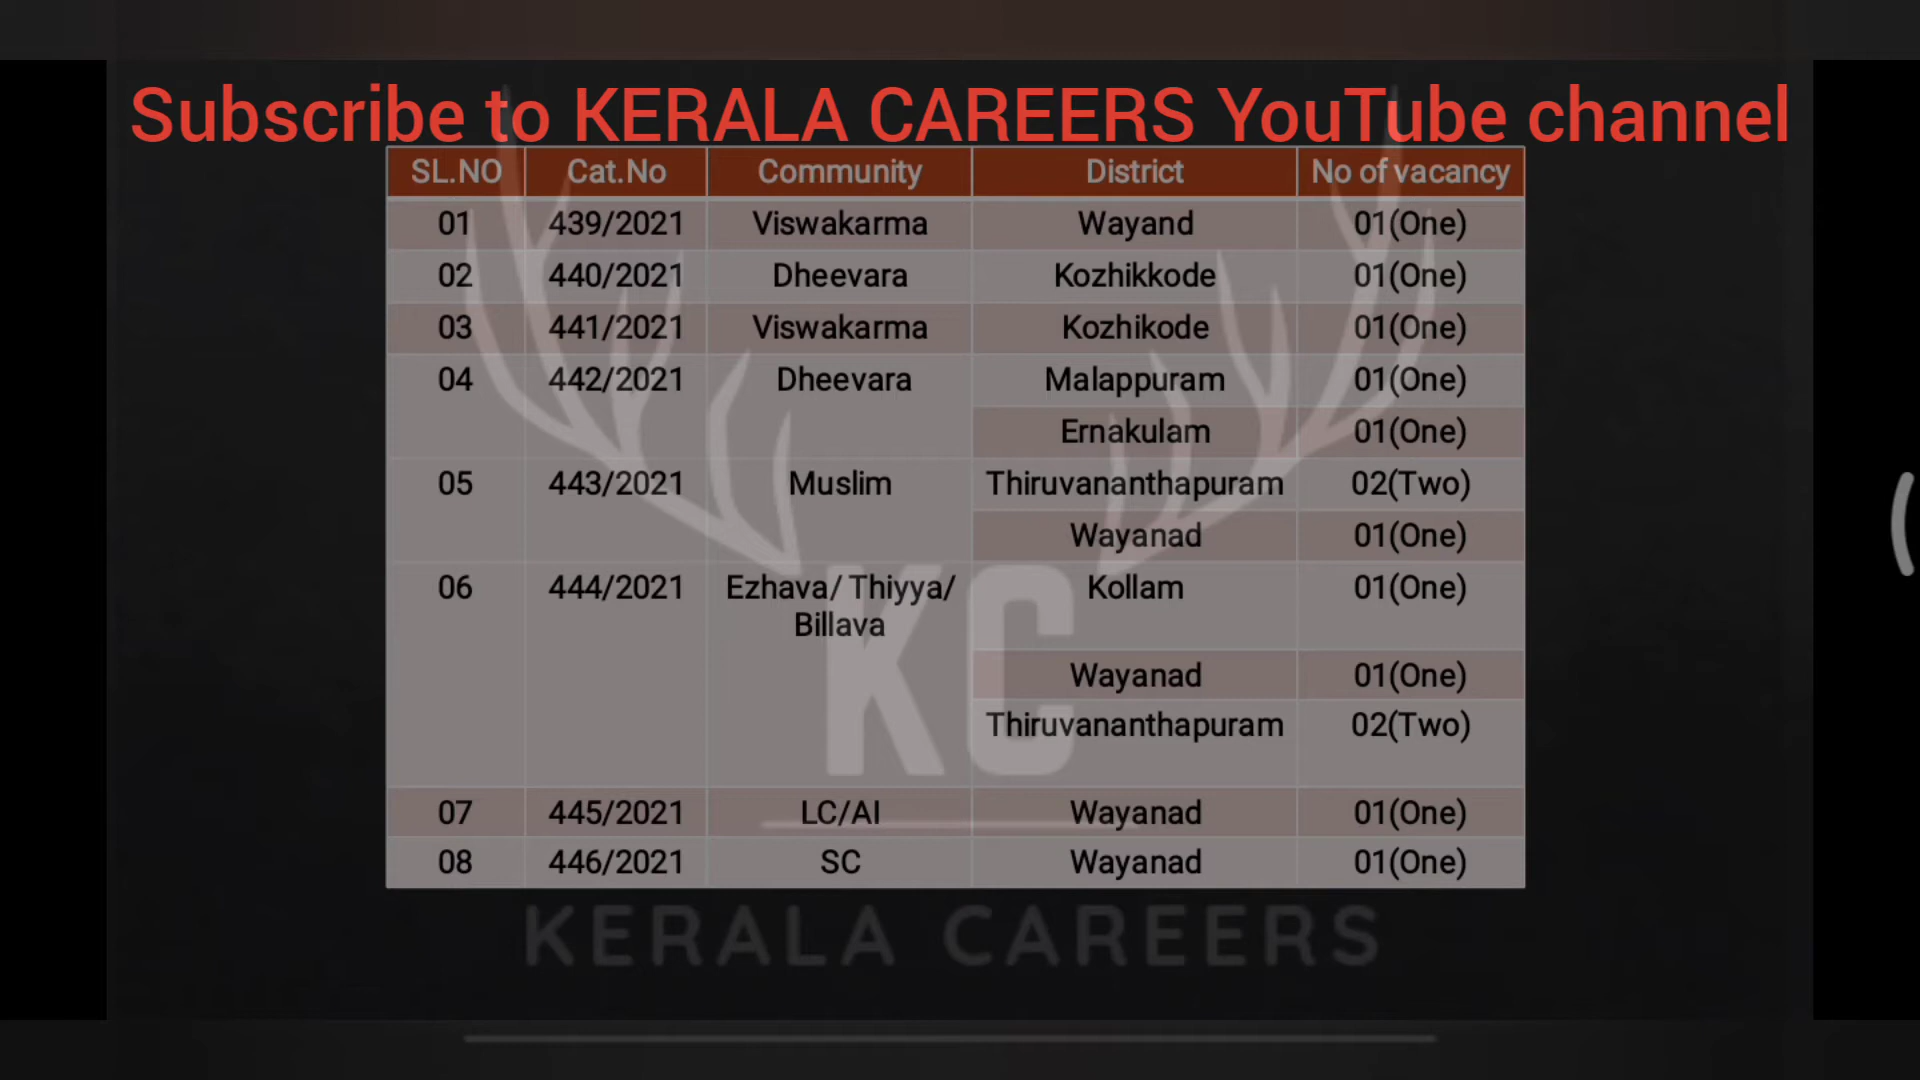 Subscribe to KERALA CAREERS YouTube channel
SL.NO Cat.No Community District No of vacancy
01 439/2021 Viswakarma Wayand 01(One)
02 440/2021 Dheevara Kozhikkode 01(One)
03 441/2021 Viswakarma Kozhikode 01(One)
04 442/2021 Dheevara Malappuram 01(One)
Ernakulam 01(One)
05 443/2021 Muslim Thiruvananthapuram 02(Two)
Wayanad 01(One)
06 444/2021 Ezhava/ Thiyya/ Kollam 01(One)
Billava
Wayanad 01(One)
Thiruvananthapuram 02(Two)
07 445/2021 LC/AI Wayanad 01(One)
08 446/2021 SC Wayanad 01(One)
KC
KERALA CAREERS